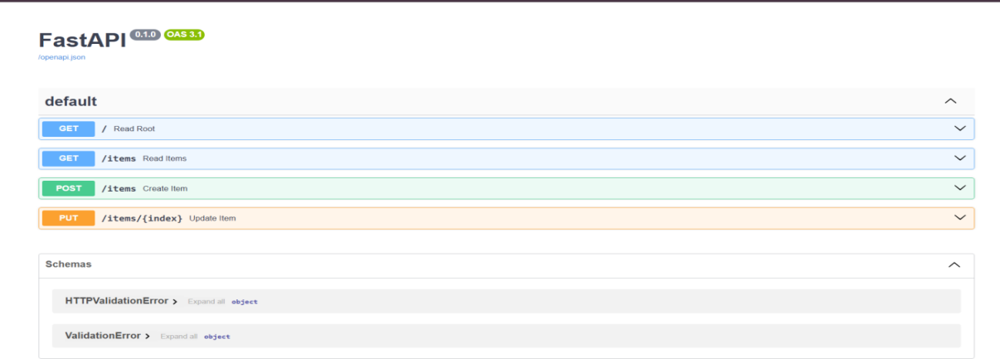 FastAPI 0.1.0 OAS 3.1
/openapi.json
default
GET / Read Root
GET /items Read Items
POST /items Create Item
PUT /items/{index} Update Item
Schemas
HTTPValidationError > Expand all object
ValidationError > Expand all object